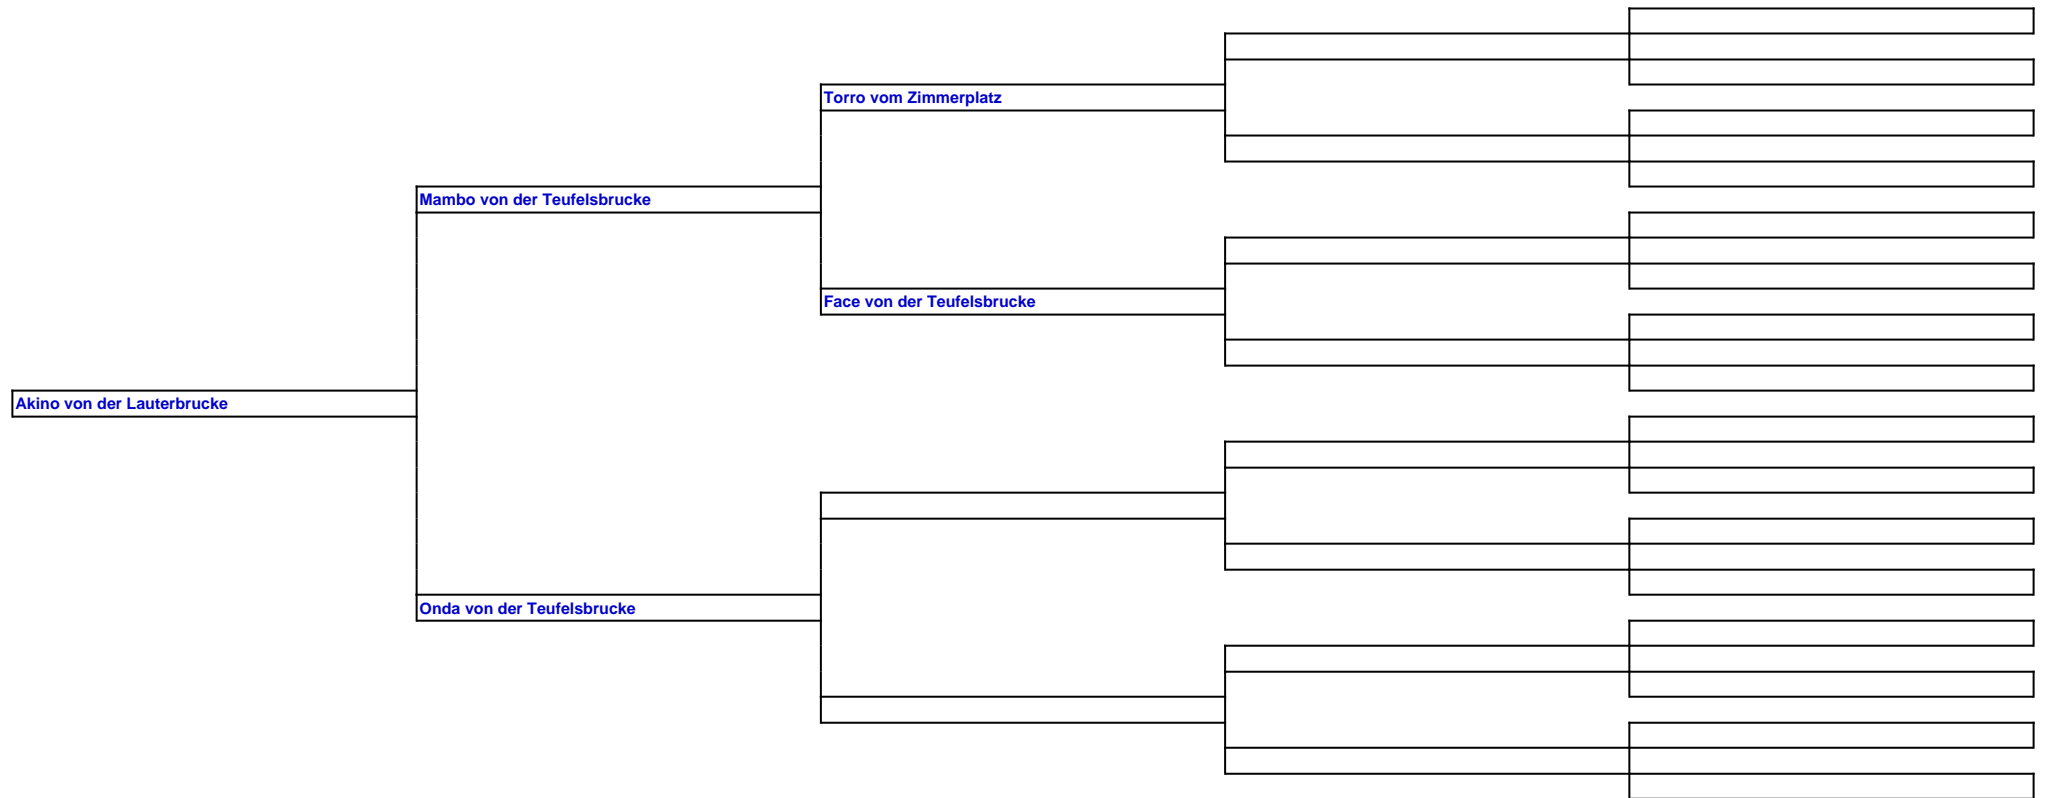 Torro vom Zimmerplatz
Mambo von der Teufelsbrucke
Face von der Teufelsbrucke
Akino von der Lauterbrucke
Onda von der Teufelsbrucke